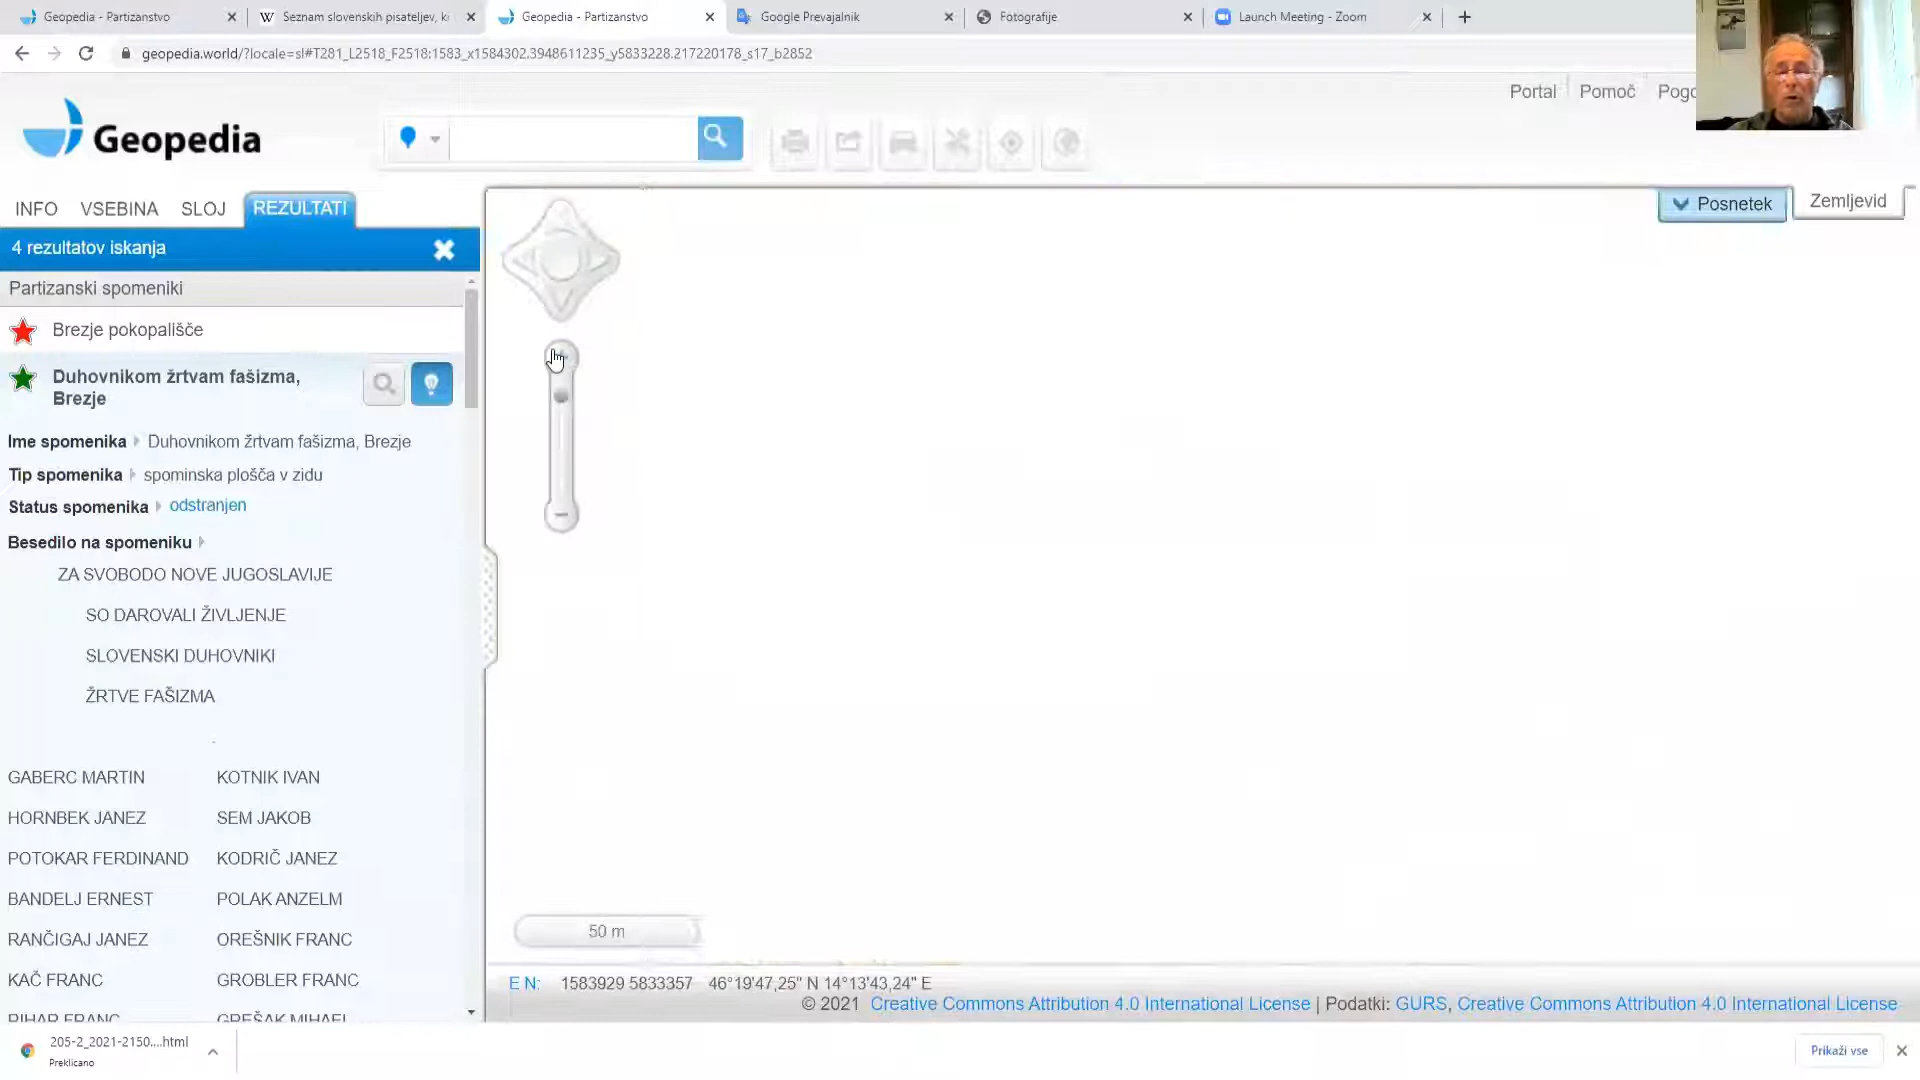 Geopedia - Partizanstvo
Seznam slovenskih pisateljev, k
Geopedia - Partizanstvo
Google Prevajalnik
Fotografije
Launch Meeting - Zoom
geopedia.world/?locale=sl#T281_L2518_F2518:1583_x1584302.3948611235_y5833228.217220178_s17_b2852
Portal
Pomoč
Pogo
Geopedia
INFO
VSEBINA
SLOJ
REZULTATI
Posnetek
Zemljevid
4 rezultatov iskanja
Partizanski spomeniki
Brezje pokopališče
Duhovnikom žrtvam fašizma,
Brezje
Ime spomenika Duhovnikom žrtvam fašizma, Brezje
Tip spomenika spominska plošča v zidu
Status spomenika odstranjen
Besedilo na spomeniku
ZA SVOBODO NOVE JUGOSLAVIJE
SO DAROVALI ŽIVLJENJE
SLOVENSKI DUHOVNIKI
ŽRTVE FAŠIZMA
GABERC MARTIN KOTNIK IVAN
HORNBEK JANEZ SEM JAKOB
POTOKAR FERDINAND KODRIČ JANEZ
BANDELJ ERNEST POLAK ANZELM
RANČIGAJ JANEZ OREŠNIK FRANC
KAČ FRANC GROBLER FRANC
RIHAR FRANC GREŠAK MIHAEL
50 m
E N: 1583929 5833357 46°19'47,25" N 14°13'43,24" E
© 2021 Creative Commons Attribution 4.0 International License | Podatki: GURS, Creative Commons Attribution 4.0 International License
205-2_2021-2150....html
Preklicano
Prikaži vse